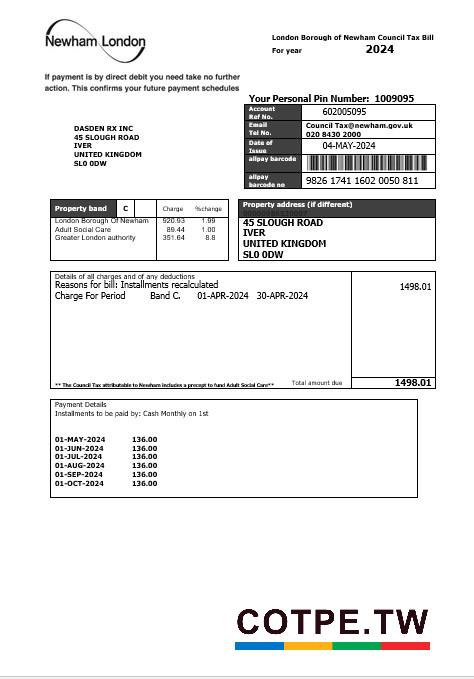 Newham London
London Borough of Newham Council Tax Bill
For year 2024
If payment is by direct debit you need take no further
action. This confirms your future payment schedules
Your Personal Pin Number: 1009095
Account Ref No. 602005095
Email Council Tax@newham.gov.uk
Tel No. 020 8430 2000
Date of Issue 04-MAY-2024
allpay barcode
allpay barcode no 9826 1741 1602 0050 811
DASDEN RX INC
45 SLOUGH ROAD
IVER
UNITED KINGDOM
SL0 0DW
Property band C Charge %change
London Borough Of Newham 920.93 1.99
Adult Social Care 89.44 1.00
Greater London authority 351.64 8.8
Property address (if different)
45 SLOUGH ROAD
IVER
UNITED KINGDOM
SL0 0DW
Details of all charges and of any deductions
Reasons for bill: Installments recalculated 1498.01
Charge For Period Band C. 01-APR-2024 30-APR-2024
** The Council Tax attributable to Newham includes a precept to fund Adult Social Care** Total amount due 1498.01
Payment Details
Installments to be paid by: Cash Monthly on 1st
01-MAY-2024 136.00
01-JUN-2024 136.00
01-JUL-2024 136.00
01-AUG-2024 136.00
01-SEP-2024 136.00
01-OCT-2024 136.00
COTPE.TW